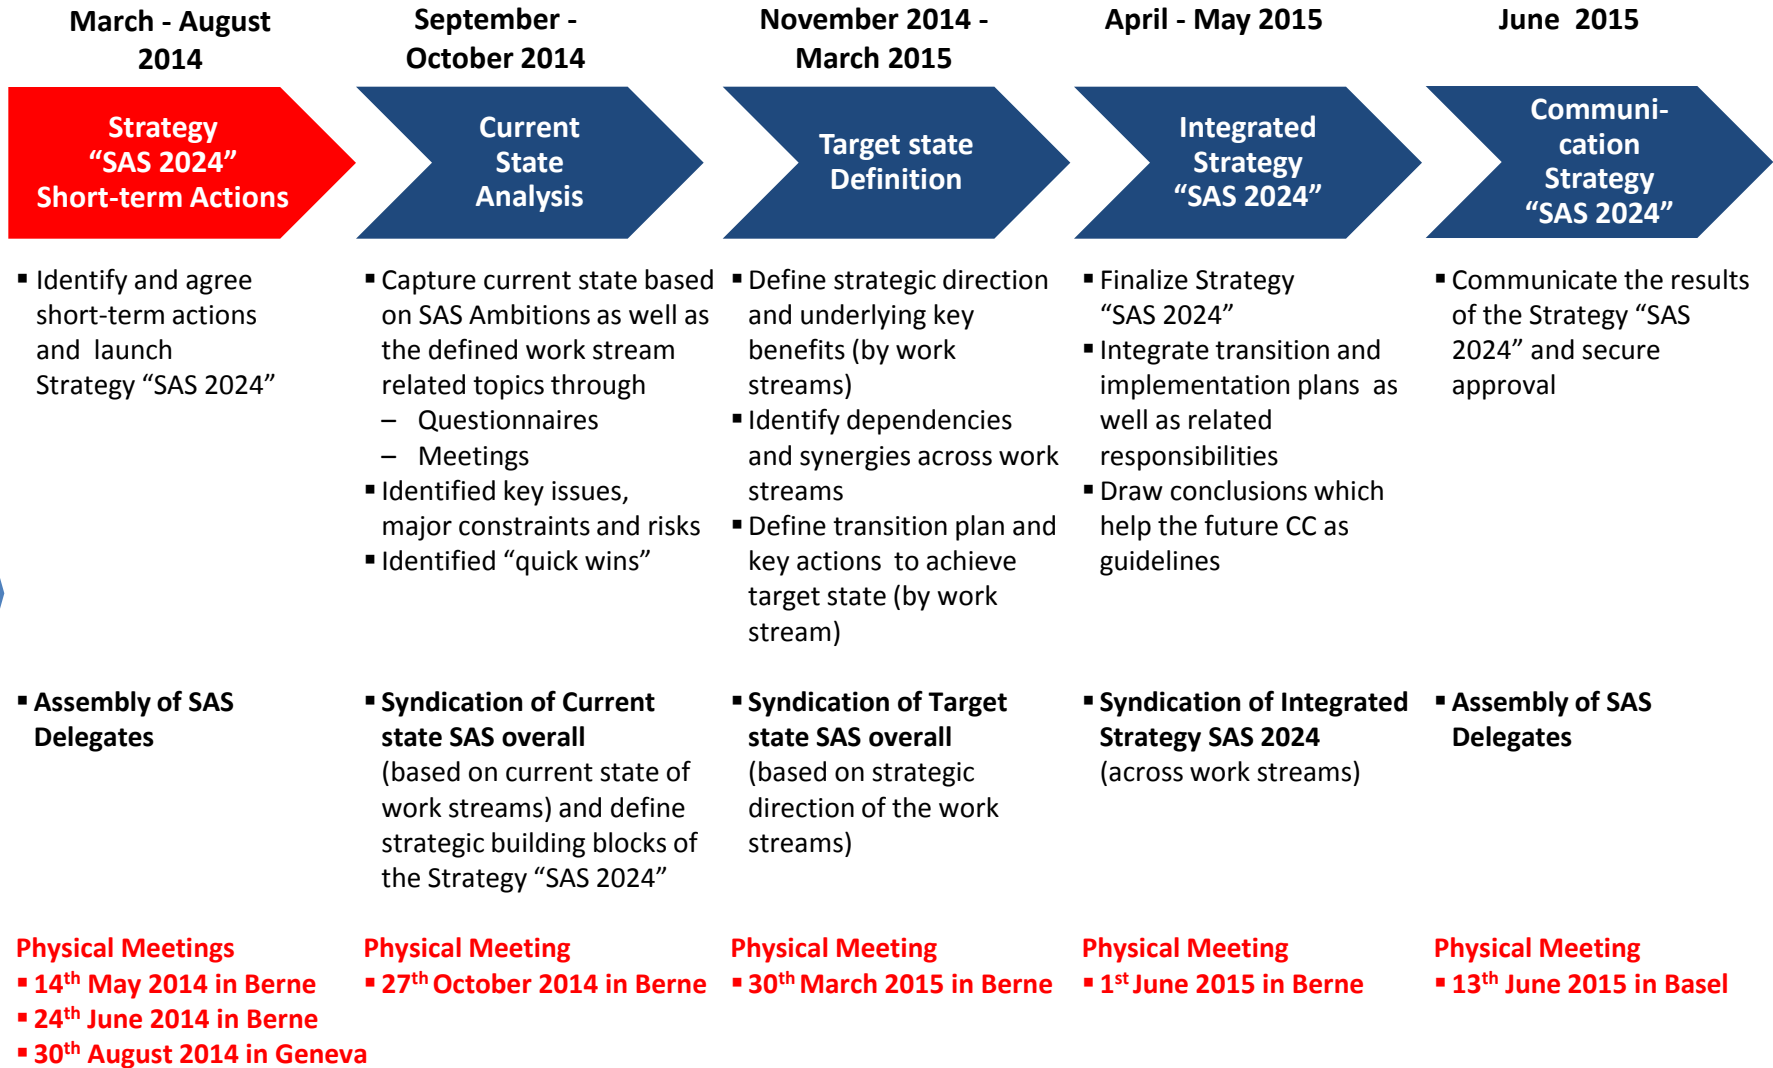 March - August
2014
September -
October 2014
November 2014 -
March 2015
April - May 2015
June 2015
Strategy
“SAS 2024”
Short-term Actions
Current
State
Analysis
Target state
Definition
Integrated
Strategy
“SAS 2024”
Communi-
cation
Strategy
“SAS 2024”
▪ Identify and agree
short-term actions
and launch
Strategy “SAS 2024”
▪ Capture current state based
on SAS Ambitions as well as
the defined work stream
related topics through
– Questionnaires
– Meetings
▪ Identified key issues,
major constraints and risks
▪ Identified “quick wins”
▪ Define strategic direction
and underlying key
benefits (by work
streams)
▪ Identify dependencies
and synergies across work
streams
▪ Define transition plan and
key actions to achieve
target state (by work
stream)
▪ Finalize Strategy
“SAS 2024”
▪ Integrate transition and
implementation plans as
well as related
responsibilities
▪ Draw conclusions which
help the future CC as
guidelines
▪ Communicate the results
of the Strategy “SAS
2024” and secure
approval
▪ Assembly of SAS
Delegates
▪ Syndication of Current
state SAS overall
(based on current state of
work streams) and define
strategic building blocks of
the Strategy “SAS 2024”
▪ Syndication of Target
state SAS overall
(based on strategic
direction of the work
streams)
▪ Syndication of Integrated
Strategy SAS 2024
(across work streams)
▪ Assembly of SAS
Delegates
Physical Meetings
▪ 14th May 2014 in Berne
▪ 24th June 2014 in Berne
▪ 30th August 2014 in Geneva
Physical Meeting
▪ 27th October 2014 in Berne
Physical Meeting
▪ 30th March 2015 in Berne
Physical Meeting
▪ 1st June 2015 in Berne
Physical Meeting
▪ 13th June 2015 in Basel